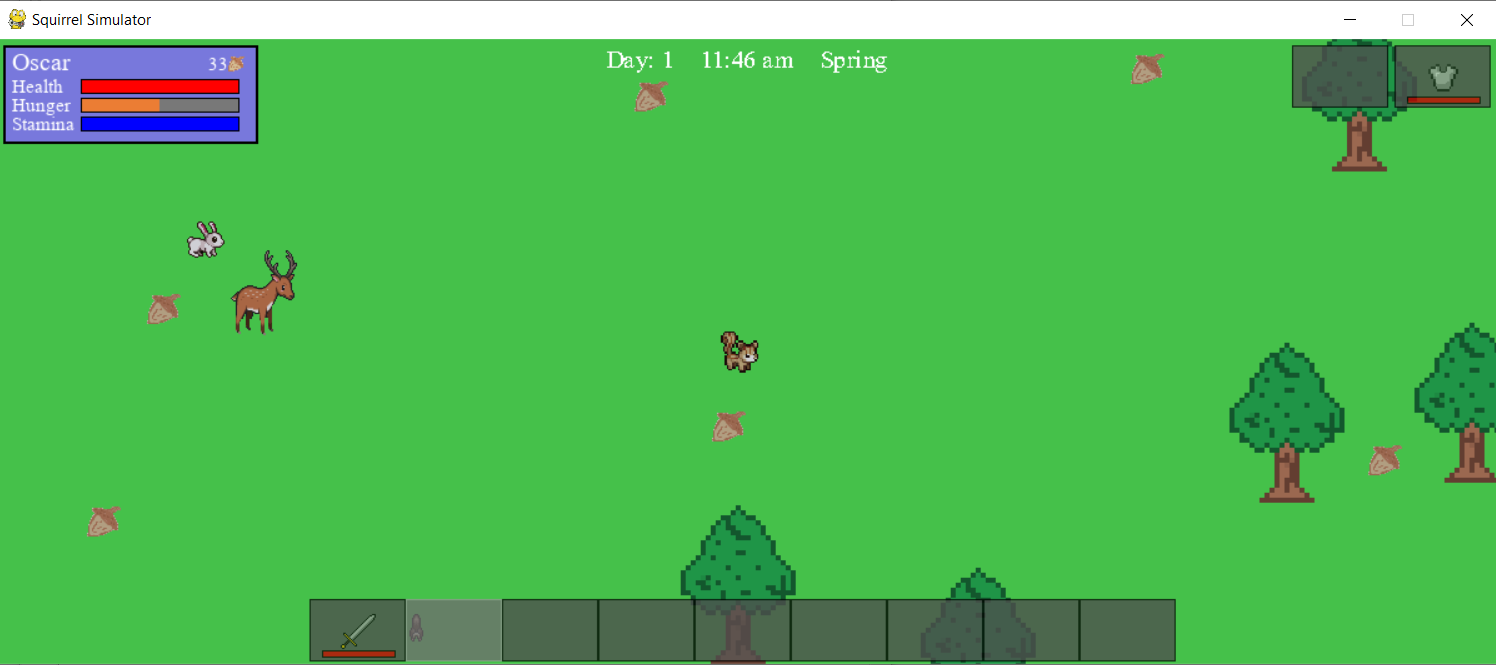 Squirrel Simulator
Oscar 33
Health
Hunger
Stamina
Day: 1 11:46 am Spring